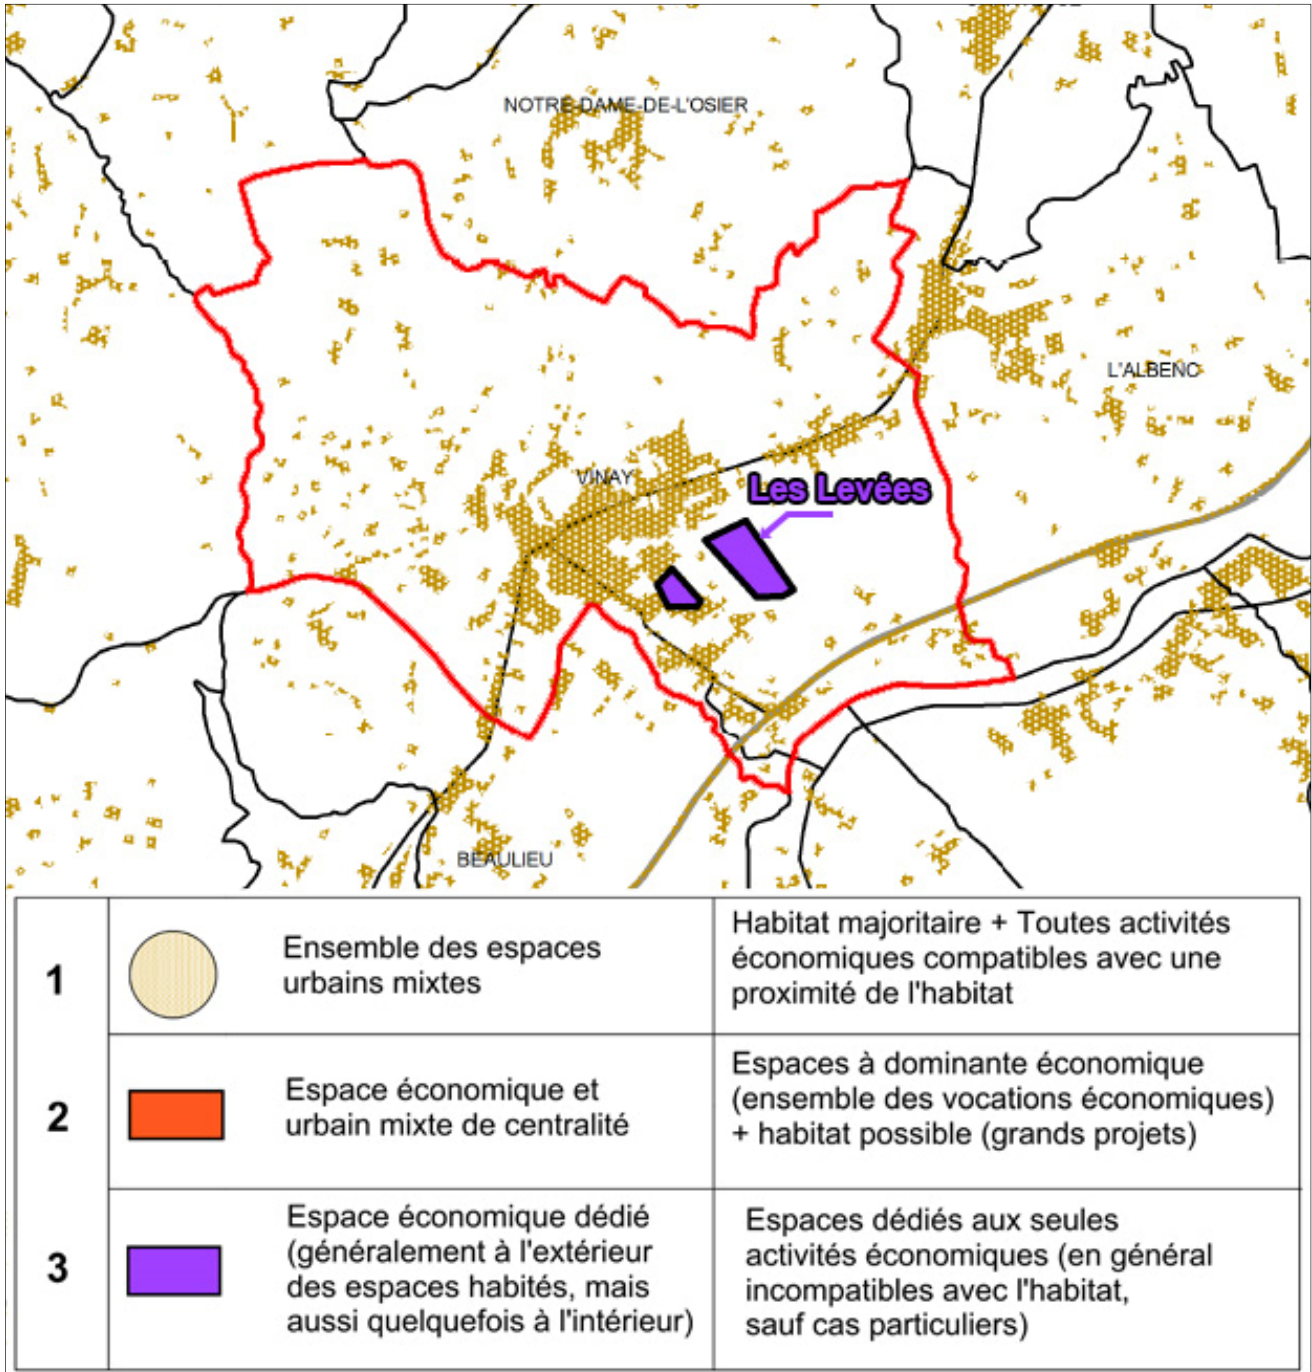 NOTRE-DAME-DE-L'OSIER
L'ALBENC
VINAY
Les Levées
BEAULIEU
1
Ensemble des espaces
urbains mixtes
Habitat majoritaire + Toutes activités
économiques compatibles avec une
proximité de l'habitat
2
Espace économique et
urbain mixte de centralité
Espaces à dominante économique
(ensemble des vocations économiques)
+ habitat possible (grands projets)
3
Espace économique dédié
(généralement à l'extérieur
des espaces habités, mais
aussi quelquefois à l'intérieur)
Espaces dédiés aux seules
activités économiques (en général
incompatibles avec l'habitat,
sauf cas particuliers)